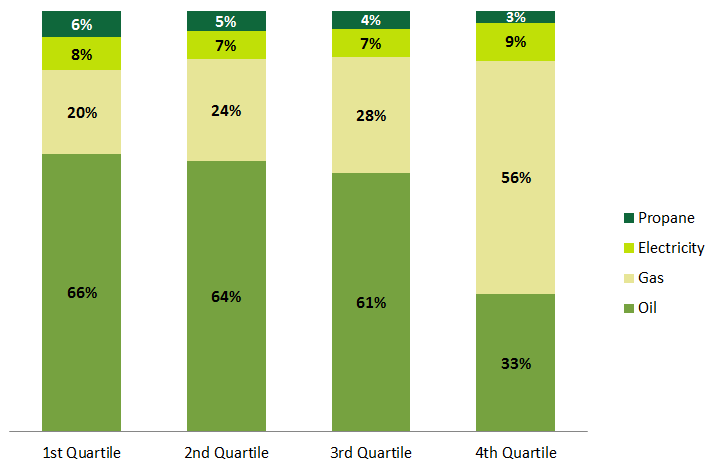 6% 5% 4% 3%
8% 7% 7% 9%
20% 24% 28% 56%
66% 64% 61% 33%
Propane
Electricity
Gas
Oil
1st Quartile 2nd Quartile 3rd Quartile 4th Quartile